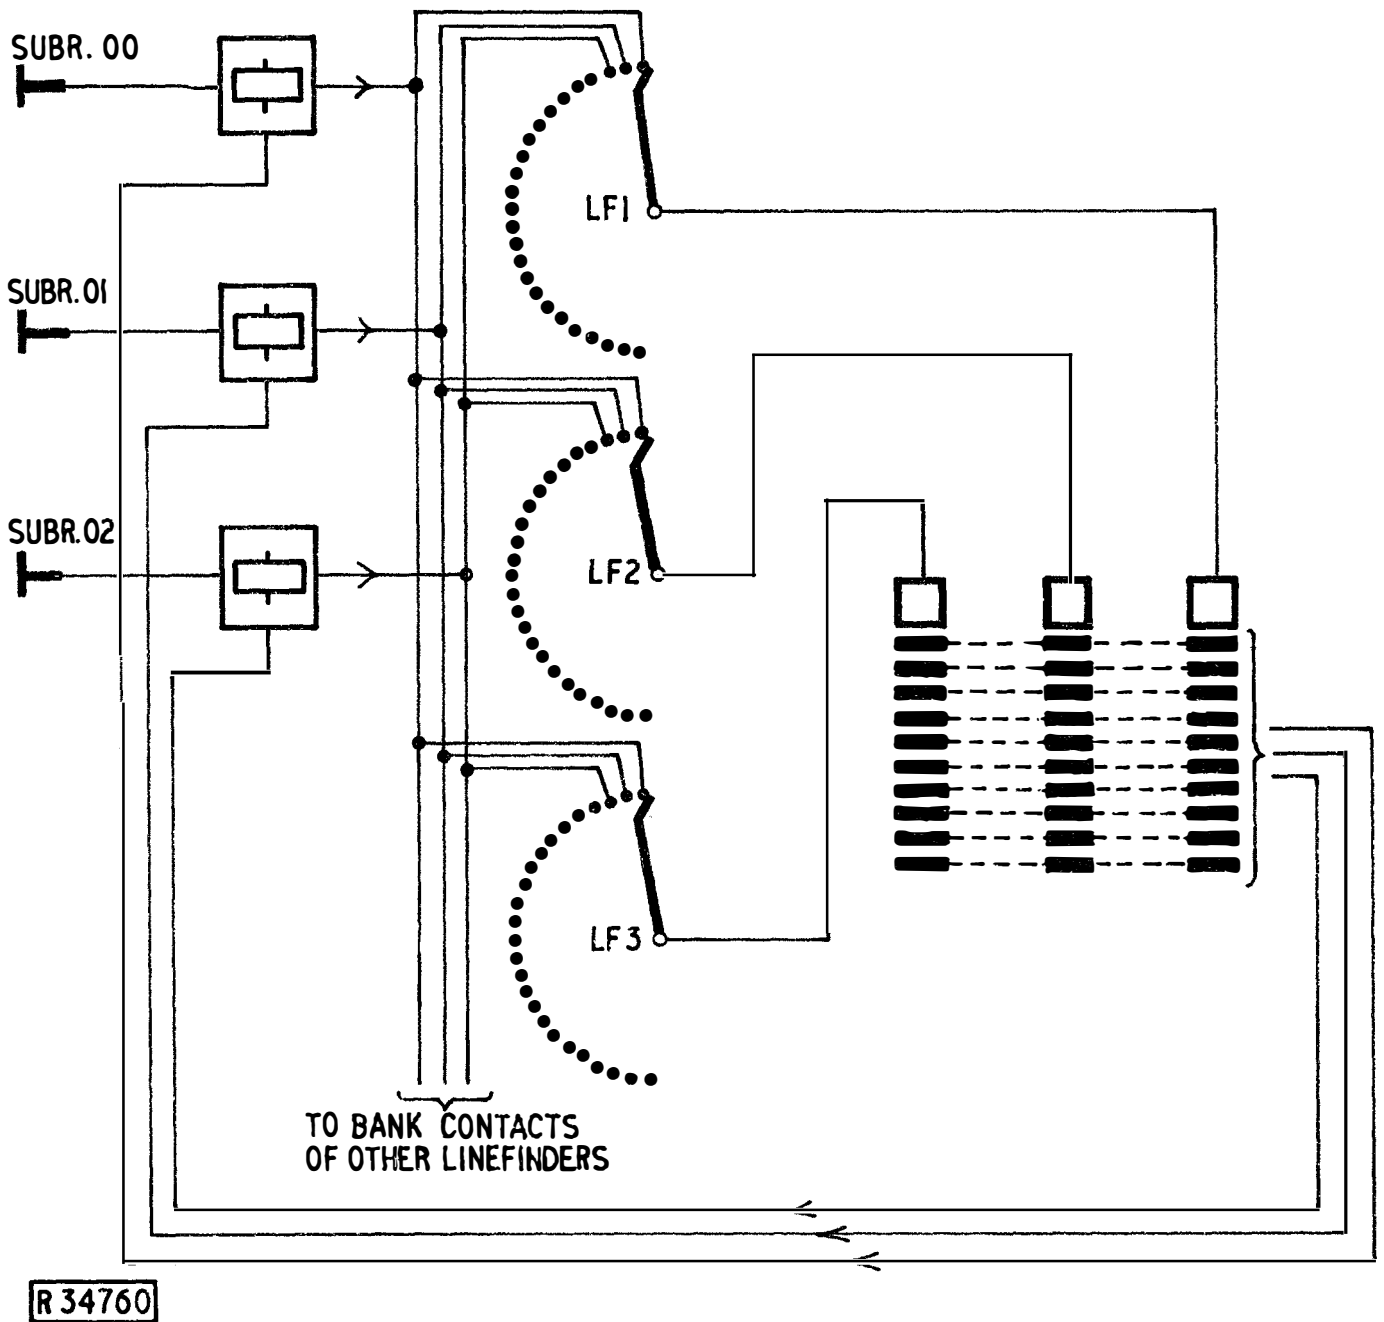 SUBR. 00
LF1
SUBR.01
SUBR.02
LF2
LF3
TO BANK CONTACTS
OF OTHER LINEFINDERS
R 34760